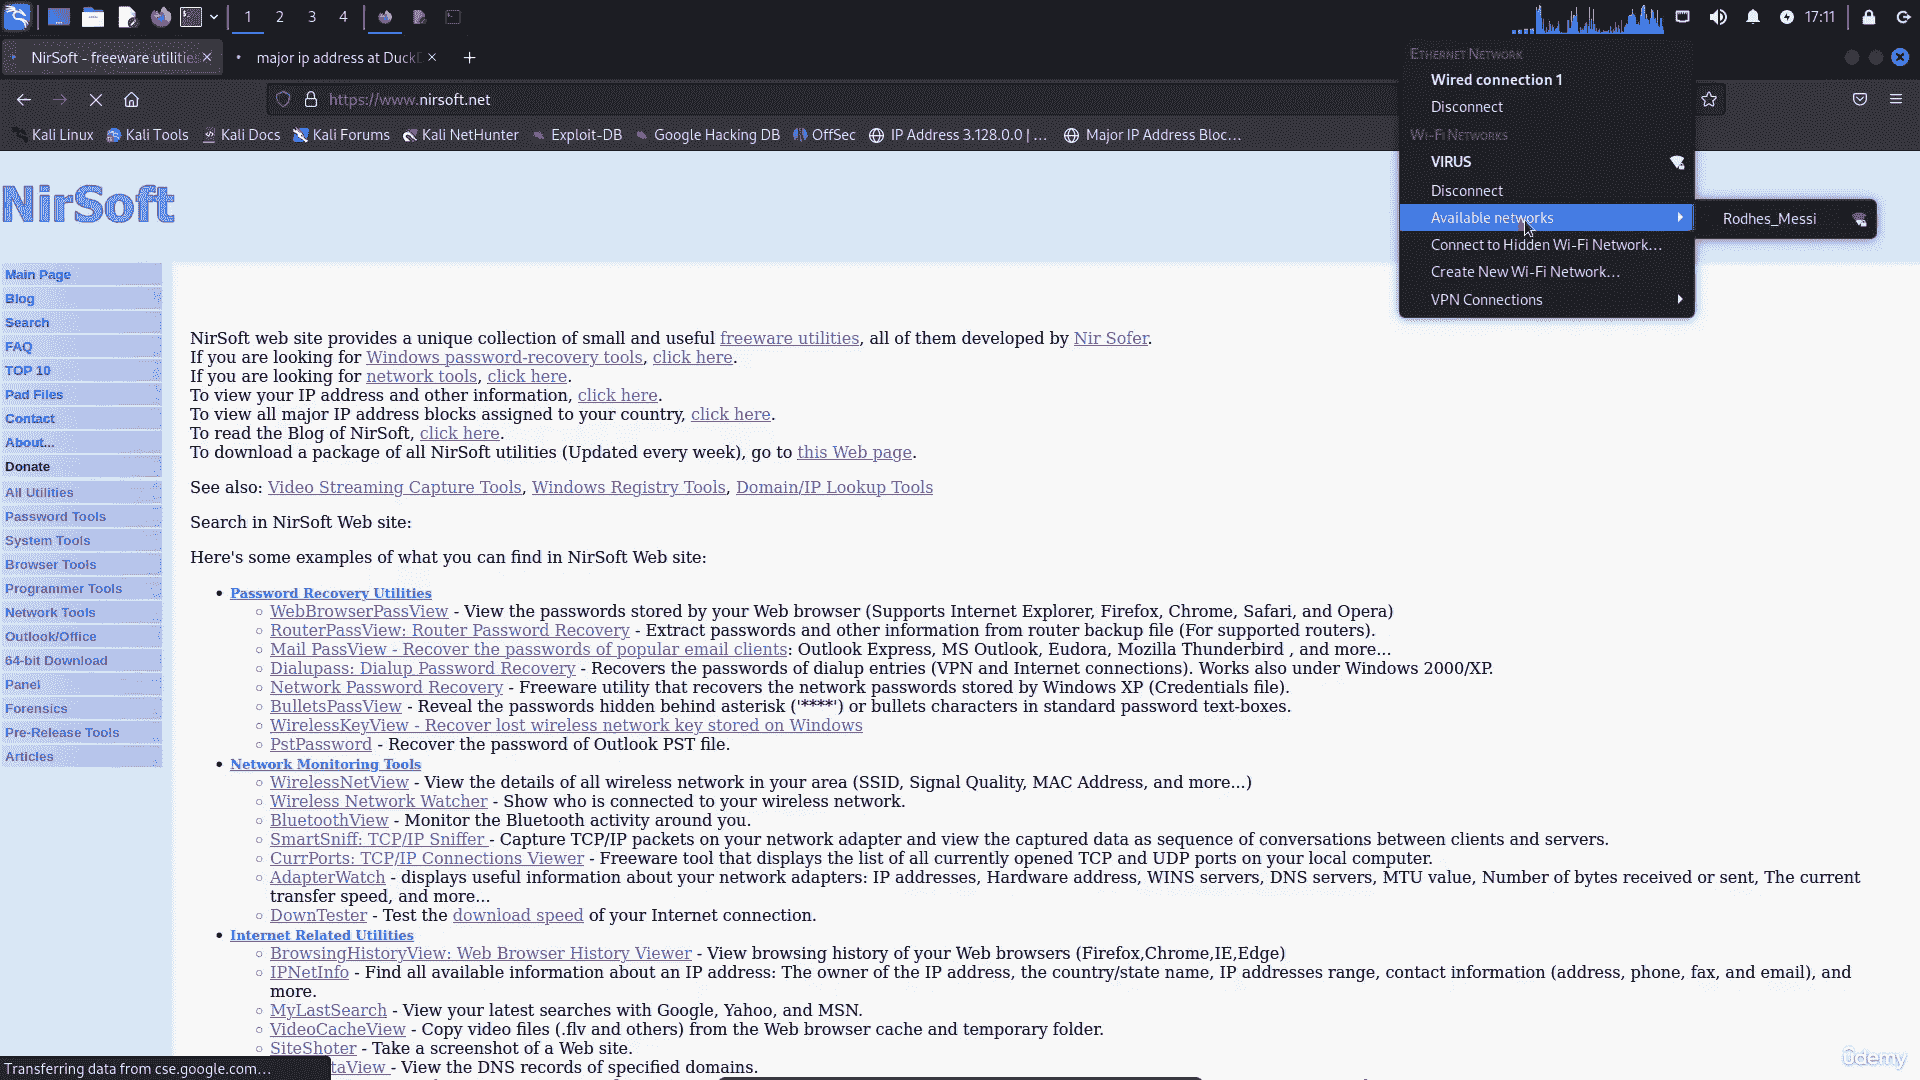 1 2 3 4
17:11
NirSoft - freeware utilities
major ip address at DuckD
https://www.nirsoft.net
Kali Linux
Kali Tools
Kali Docs
Kali Forums
Kali NetHunter
Exploit-DB
Google Hacking DB
OffSec
IP Address 3.128.0.0 | ...
Major IP Address Bloc...
Ethernet Network
Wired connection 1
Disconnect
Wi-Fi Networks
VIRUS
Disconnect
Available networks
Connect to Hidden Wi-Fi Network...
Create New Wi-Fi Network...
VPN Connections
Rodhes_Messi
NirSoft
Main Page
Blog
Search
FAQ
TOP 10
Pad Files
Contact
About...
Donate
All Utilities
Password Tools
System Tools
Browser Tools
Programmer Tools
Network Tools
Outlook/Office
64-bit Download
Panel
Forensics
Pre-Release Tools
Articles
NirSoft web site provides a unique collection of small and useful freeware utilities, all of them developed by Nir Sofer.
If you are looking for Windows password-recovery tools, click here.
If you are looking for network tools, click here.
To view your IP address and other information, click here.
To view all major IP address blocks assigned to your country, click here.
To read the Blog of NirSoft, click here.
To download a package of all NirSoft utilities (Updated every week), go to this Web page.
See also: Video Streaming Capture Tools, Windows Registry Tools, Domain/IP Lookup Tools
Search in NirSoft Web site:
Here's some examples of what you can find in NirSoft Web site:
Password Recovery Utilities
WebBrowserPassView - View the passwords stored by your Web browser (Supports Internet Explorer, Firefox, Chrome, Safari, and Opera)
RouterPassView: Router Password Recovery - Extract passwords and other information from router backup file (For supported routers).
Mail PassView - Recover the passwords of popular email clients: Outlook Express, MS Outlook, Eudora, Mozilla Thunderbird , and more...
Dialupass: Dialup Password Recovery - Recovers the passwords of dialup entries (VPN and Internet connections). Works also under Windows 2000/XP.
Network Password Recovery - Freeware utility that recovers the network passwords stored by Windows XP (Credentials file).
BulletsPassView - Reveal the passwords hidden behind asterisk ('****') or bullets characters in standard password text-boxes.
WirelessKeyView - Recover lost wireless network key stored on Windows
PstPassword - Recover the password of Outlook PST file.
Network Monitoring Tools
WirelessNetView - View the details of all wireless network in your area (SSID, Signal Quality, MAC Address, and more...)
Wireless Network Watcher - Show who is connected to your wireless network.
BluetoothView - Monitor the Bluetooth activity around you.
SmartSniff: TCP/IP Sniffer - Capture TCP/IP packets on your network adapter and view the captured data as sequence of conversations between clients and servers.
CurrPorts: TCP/IP Connections Viewer - Freeware tool that displays the list of all currently opened TCP and UDP ports on your local computer.
AdapterWatch - displays useful information about your network adapters: IP addresses, Hardware address, WINS servers, DNS servers, MTU value, Number of bytes received or sent, The current
transfer speed, and more...
DownTester - Test the download speed of your Internet connection.
Internet Related Utilities
BrowsingHistoryView: Web Browser History Viewer - View browsing history of your Web browsers (Firefox,Chrome,IE,Edge)
IPNetInfo - Find all available information about an IP address: The owner of the IP address, the country/state name, IP addresses range, contact information (address, phone, fax, and email), and
more.
MyLastSearch - View your latest searches with Google, Yahoo, and MSN.
VideoCacheView - Copy video files (.flv and others) from the Web browser cache and temporary folder.
SiteShoter - Take a screenshot of a Web site.
taView - View the DNS records of specified domains.
Transferring data from cse.google.com...
ûdemy